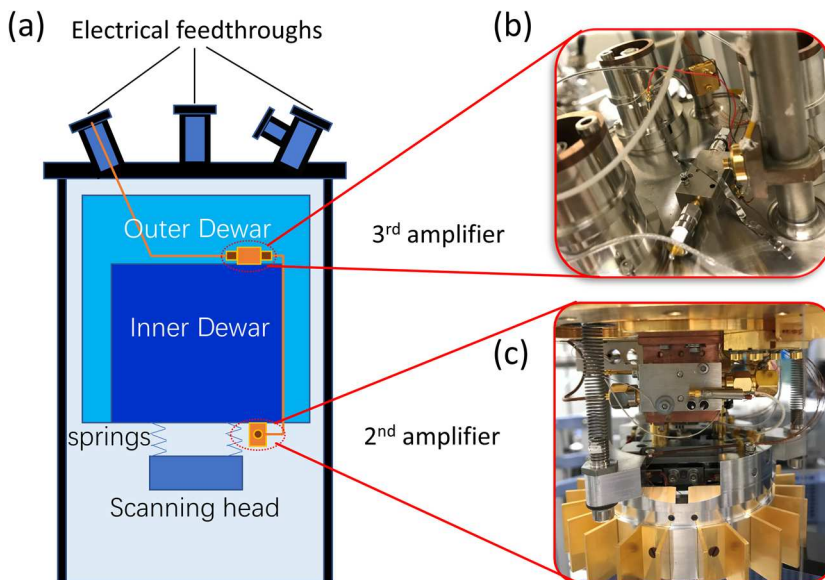 (a)
Electrical feedthroughs
Outer Dewar
Inner Dewar
springs
Scanning head
3rd amplifier
2nd amplifier
(b)
(c)